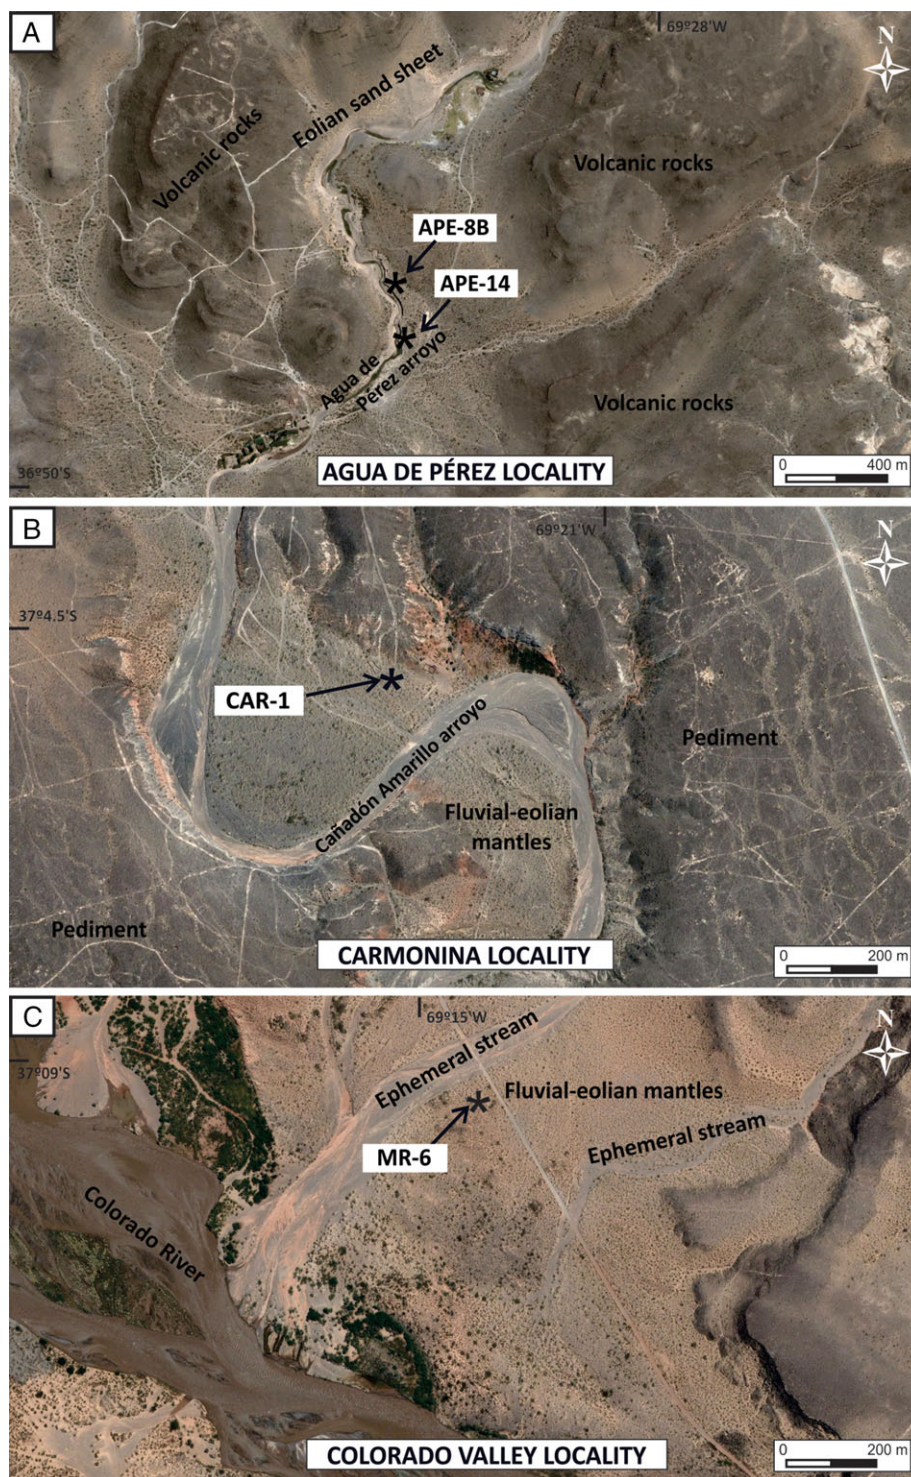 A
69º28'W
N
Eolian sand sheet
Volcanic rocks
Volcanic rocks
APE-8B
APE-14
Agua de
Pérez arroyo
Volcanic rocks
36º50'S
AGUA DE PÉREZ LOCALITY
0 400 m
B
69º21'W
N
37º4.5'S
CAR-1
Cañadón Amarillo arroyo
Pediment
Fluvial-eolian
mantles
Pediment
CARMONINA LOCALITY
0 200 m
C
69º15'W
N
37º09'S
Ephemeral stream
Fluvial-eolian mantles
MR-6
Ephemeral stream
Colorado River
COLORADO VALLEY LOCALITY
0 200 m